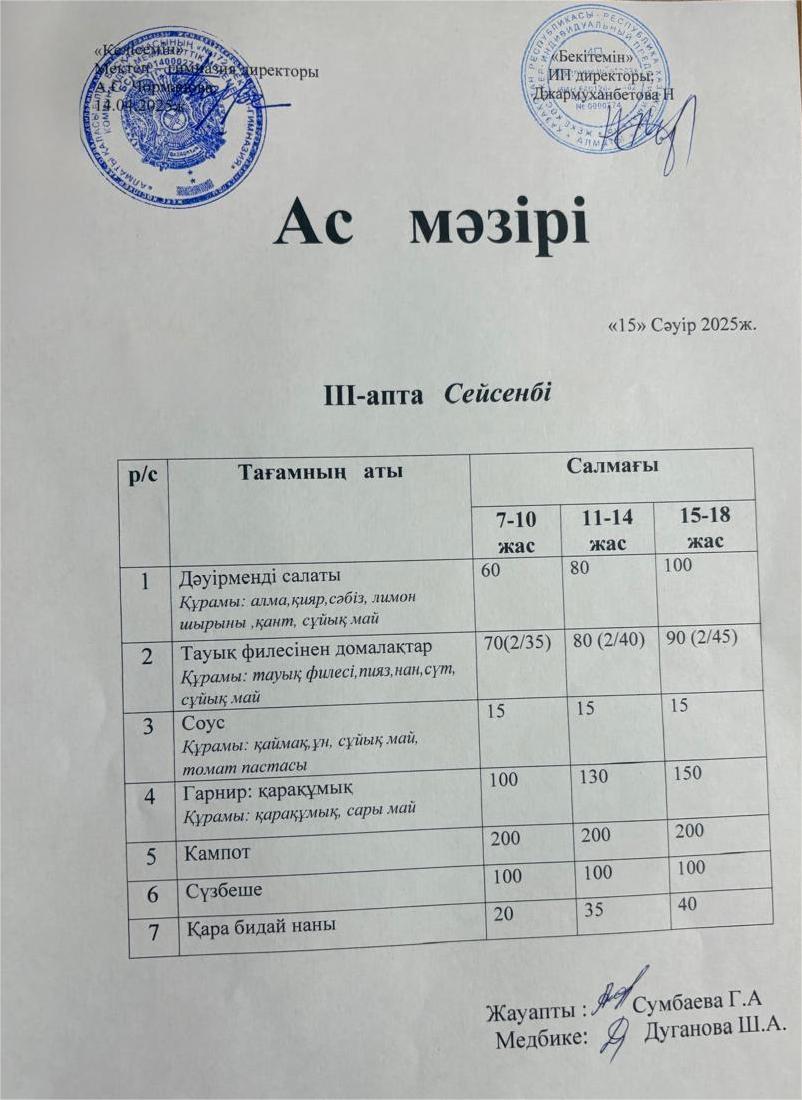 «Келісемін»
Мектеп - гимназия директоры
14.04.2025ж
«Бекітемін»
ИП директоры:
Джармуханбетова Н
Ас мәзірі
«15» Сәуір 2025ж.
III-апта Сейсенбі
р/с Тағамның аты Салмағы
7-10 жас 11-14 жас 15-18 жас
1 Дәуірменді салаты 60 80 100
Құрамы: алма,қияр,сәбіз, лимон
шырыны ,қант, сұйық май
2 Тауық филесінен домалақтар 70(2/35) 80 (2/40) 90 (2/45)
Құрамы: тауық филесі,пияз,нан,сүт,
сұйық май
3 Соус 15 15 15
Құрамы: қаймақ,ұн, сұйық май,
томат пастасы
4 Гарнир: қарақұмық 100 130 150
Құрамы: қарақұмық, сары май
5 Кампот 200 200 200
6 Сүзбеше 100 100 100
7 Қара бидай наны 20 35 40
Жауапты : Сумбаева Г.А
Медбике: Дуганова Ш.А.